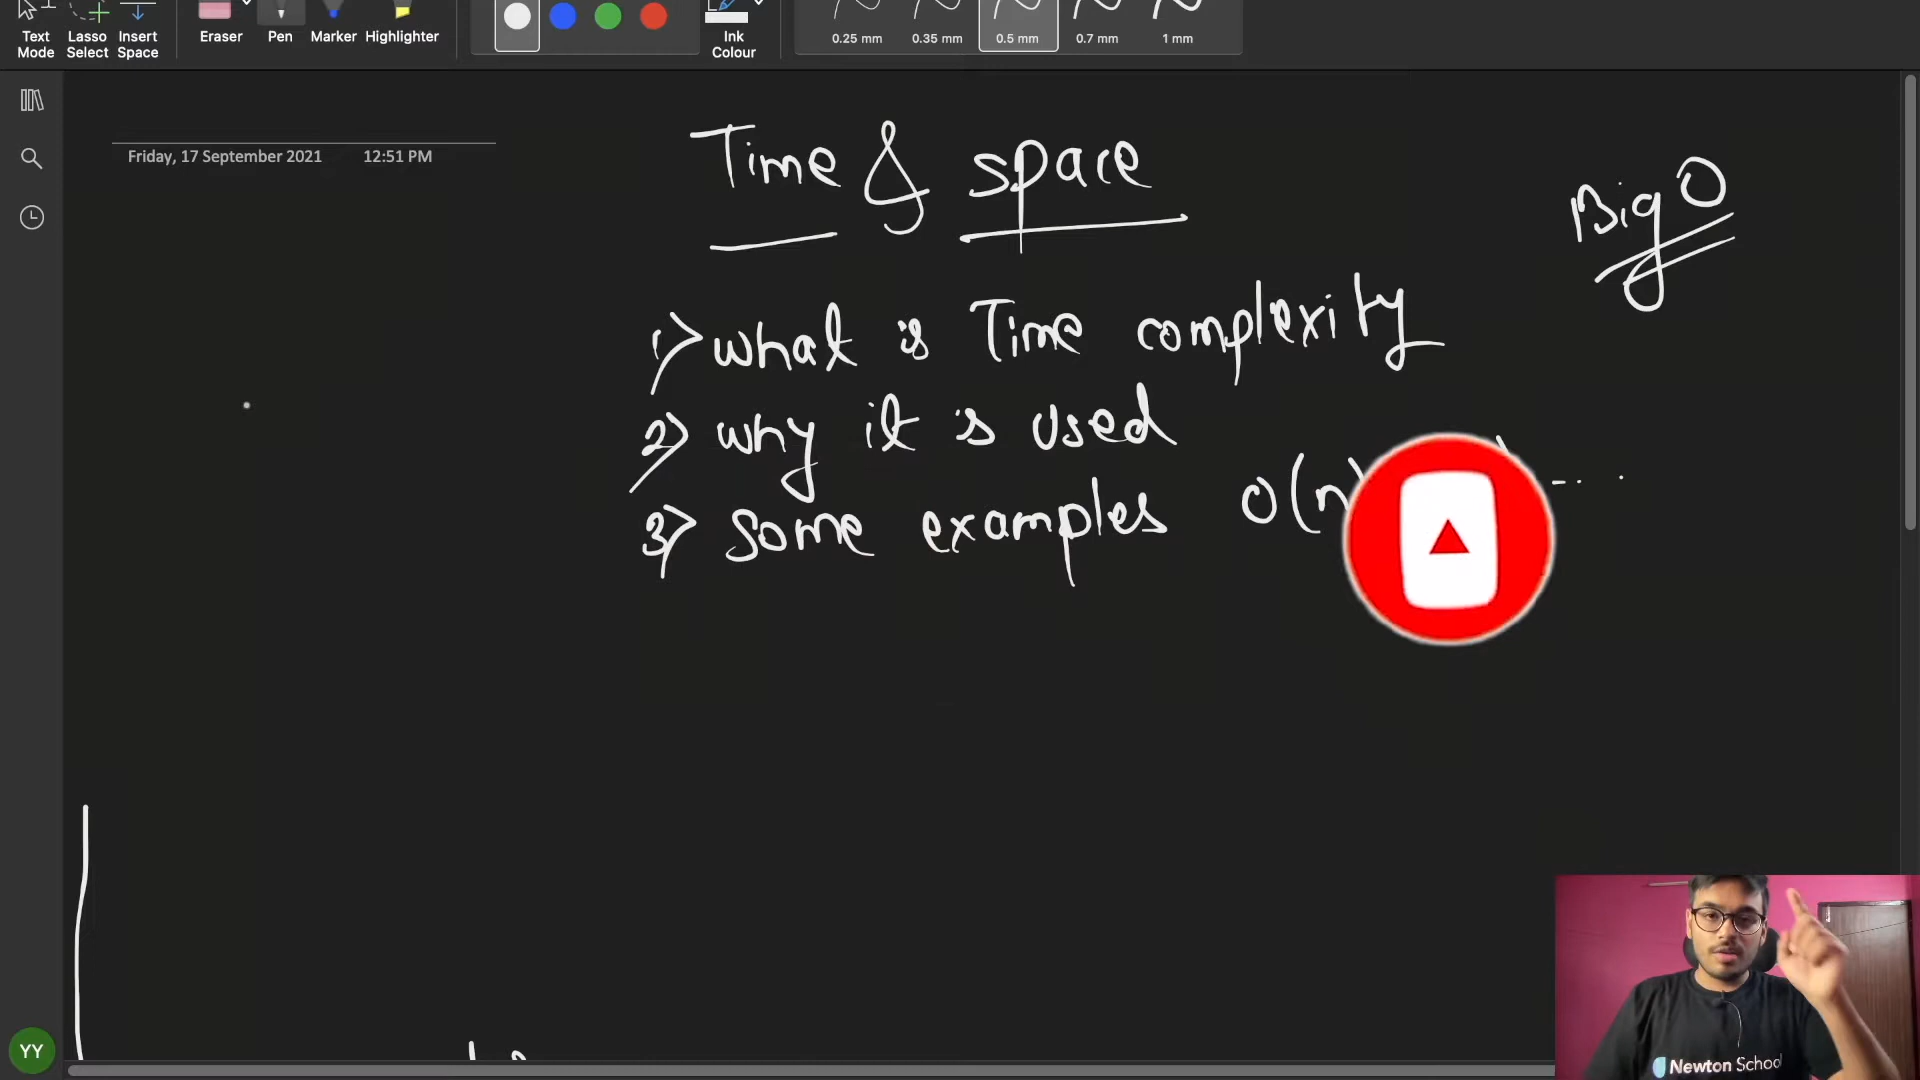 Text Mode
Lasso Select
Insert Space
Eraser
Pen
Marker
Highlighter
Ink Colour
0.25 mm
0.35 mm
0.5 mm
0.7 mm
1 mm
Friday, 17 September 2021 12:51 PM
Time & space
Big O
1) what is Time complexity
2) why it is used
3) some examples O(n)
YY
Newton School